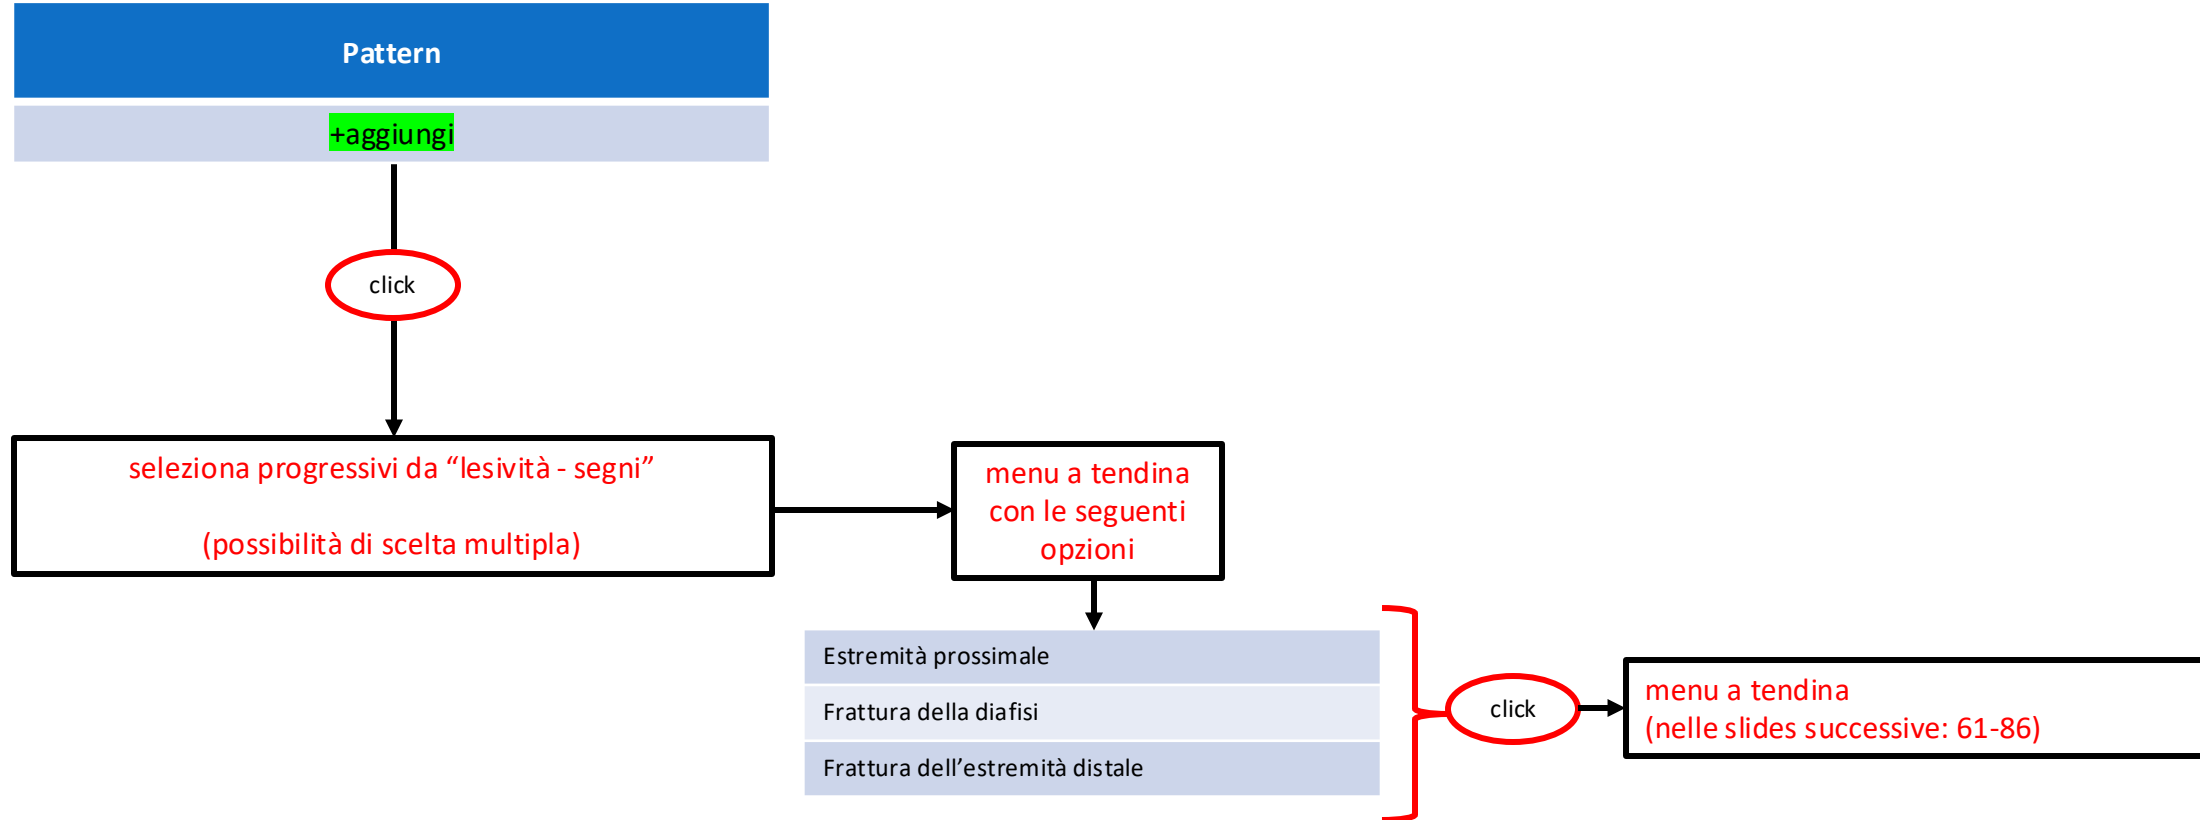 Pattern
+aggiungi
click
seleziona progressivi da “lesività - segni”
(possibilità di scelta multipla)
menu a tendina
con le seguenti
opzioni
Estremità prossimale
Frattura della diafisi
Frattura dell’estremità distale
click
menu a tendina
(nelle slides successive: 61-86)